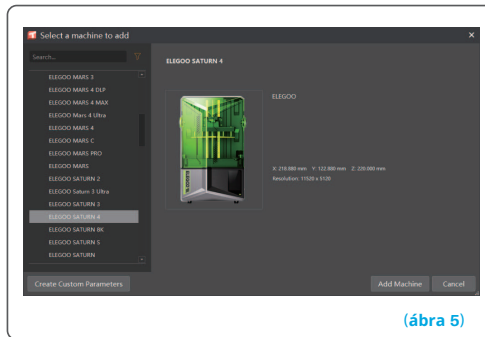 Select a machine to add
Search...
ELEGOO MARS 3
ELEGOO MARS 4 DLP
ELEGOO MARS 4 MAX
ELEGOO Mars 4 Ultra
ELEGOO MARS 4
ELEGOO MARS C
ELEGOO MARS PRO
ELEGOO MARS
ELEGOO SATURN 2
ELEGOO Saturn 3 Ultra
ELEGOO SATURN 3
ELEGOO SATURN 4
ELEGOO SATURN 8K
ELEGOO SATURN S
ELEGOO SATURN
ELEGOO SATURN 4
ELEGOO
X: 218.880 mm Y: 122.880 mm Z: 220.000 mm
Resolution: 11520 x 5120
Create Custom Parameters
Add Machine
Cancel
(ábra 5)